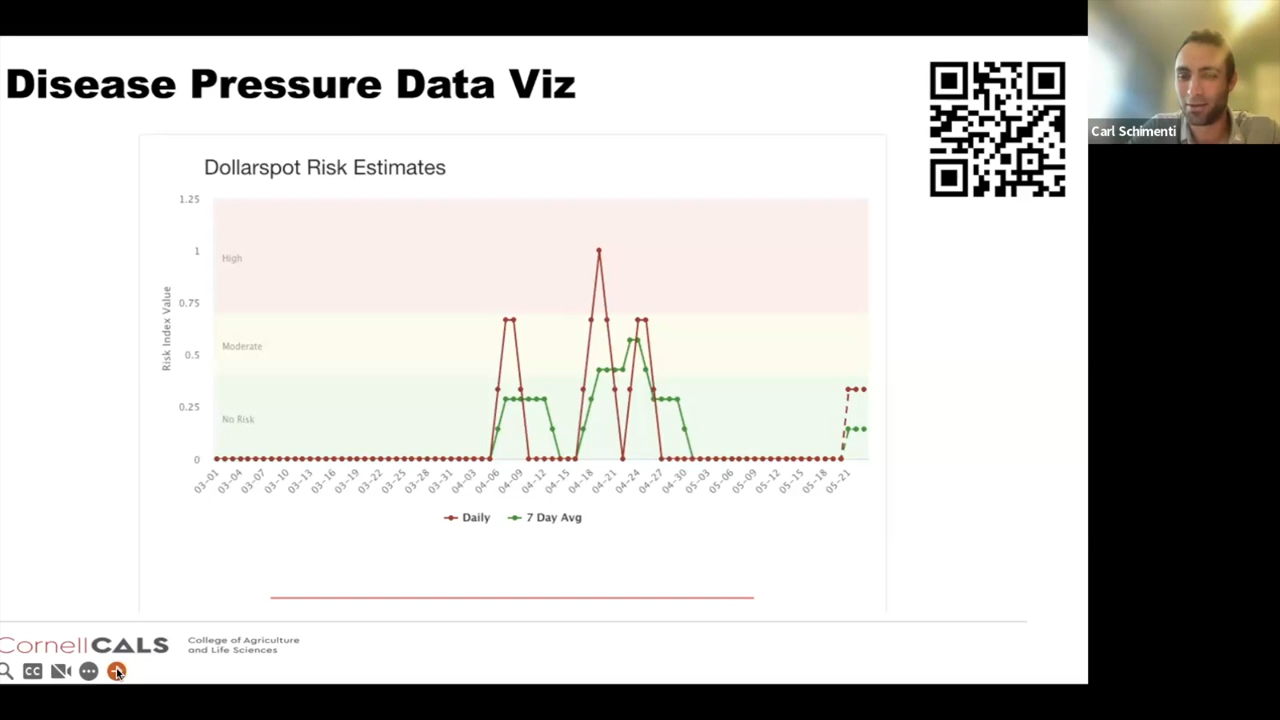 Disease Pressure Data Viz
Carl Schimenti
Dollarspot Risk Estimates
1.25
1
0.75
0.5
0.25
0
Risk Index Value
High
Moderate
No Risk
03-01 03-04 03-07 03-10 03-13 03-16 03-19 03-22 03-25 03-28 03-31 04-03 04-06 04-09 04-12 04-15 04-18 04-21 04-24 04-27 04-30 05-03 05-06 05-09 05-12 05-15 05-18 05-21
Daily 7 Day Avg
CornellCALS
College of Agriculture
and Life Sciences
CC